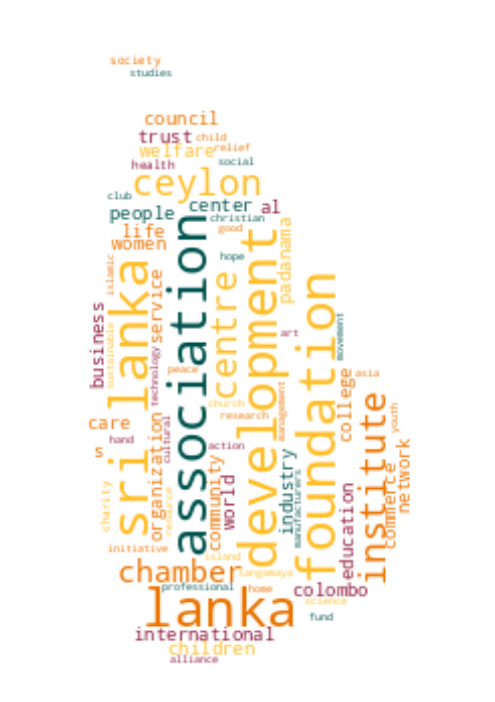 society
studies
council
trust child
welfare relief
health social
ceylon
club center al
people christian
life good
women
hope
padanama
association
development
sri lanka
centre
service
islamic
foundation
business
sustainable
technology
movement
art
peace
asia
college
management
church
research
institute
youth
care
hand
s
cultural
action
organization
community
network
commerce
industry
manufacturers
world
education
charity
resource
initiative
island
chamber
sangamaya
professional home colombo
lanka
science
fund
international
children
alliance